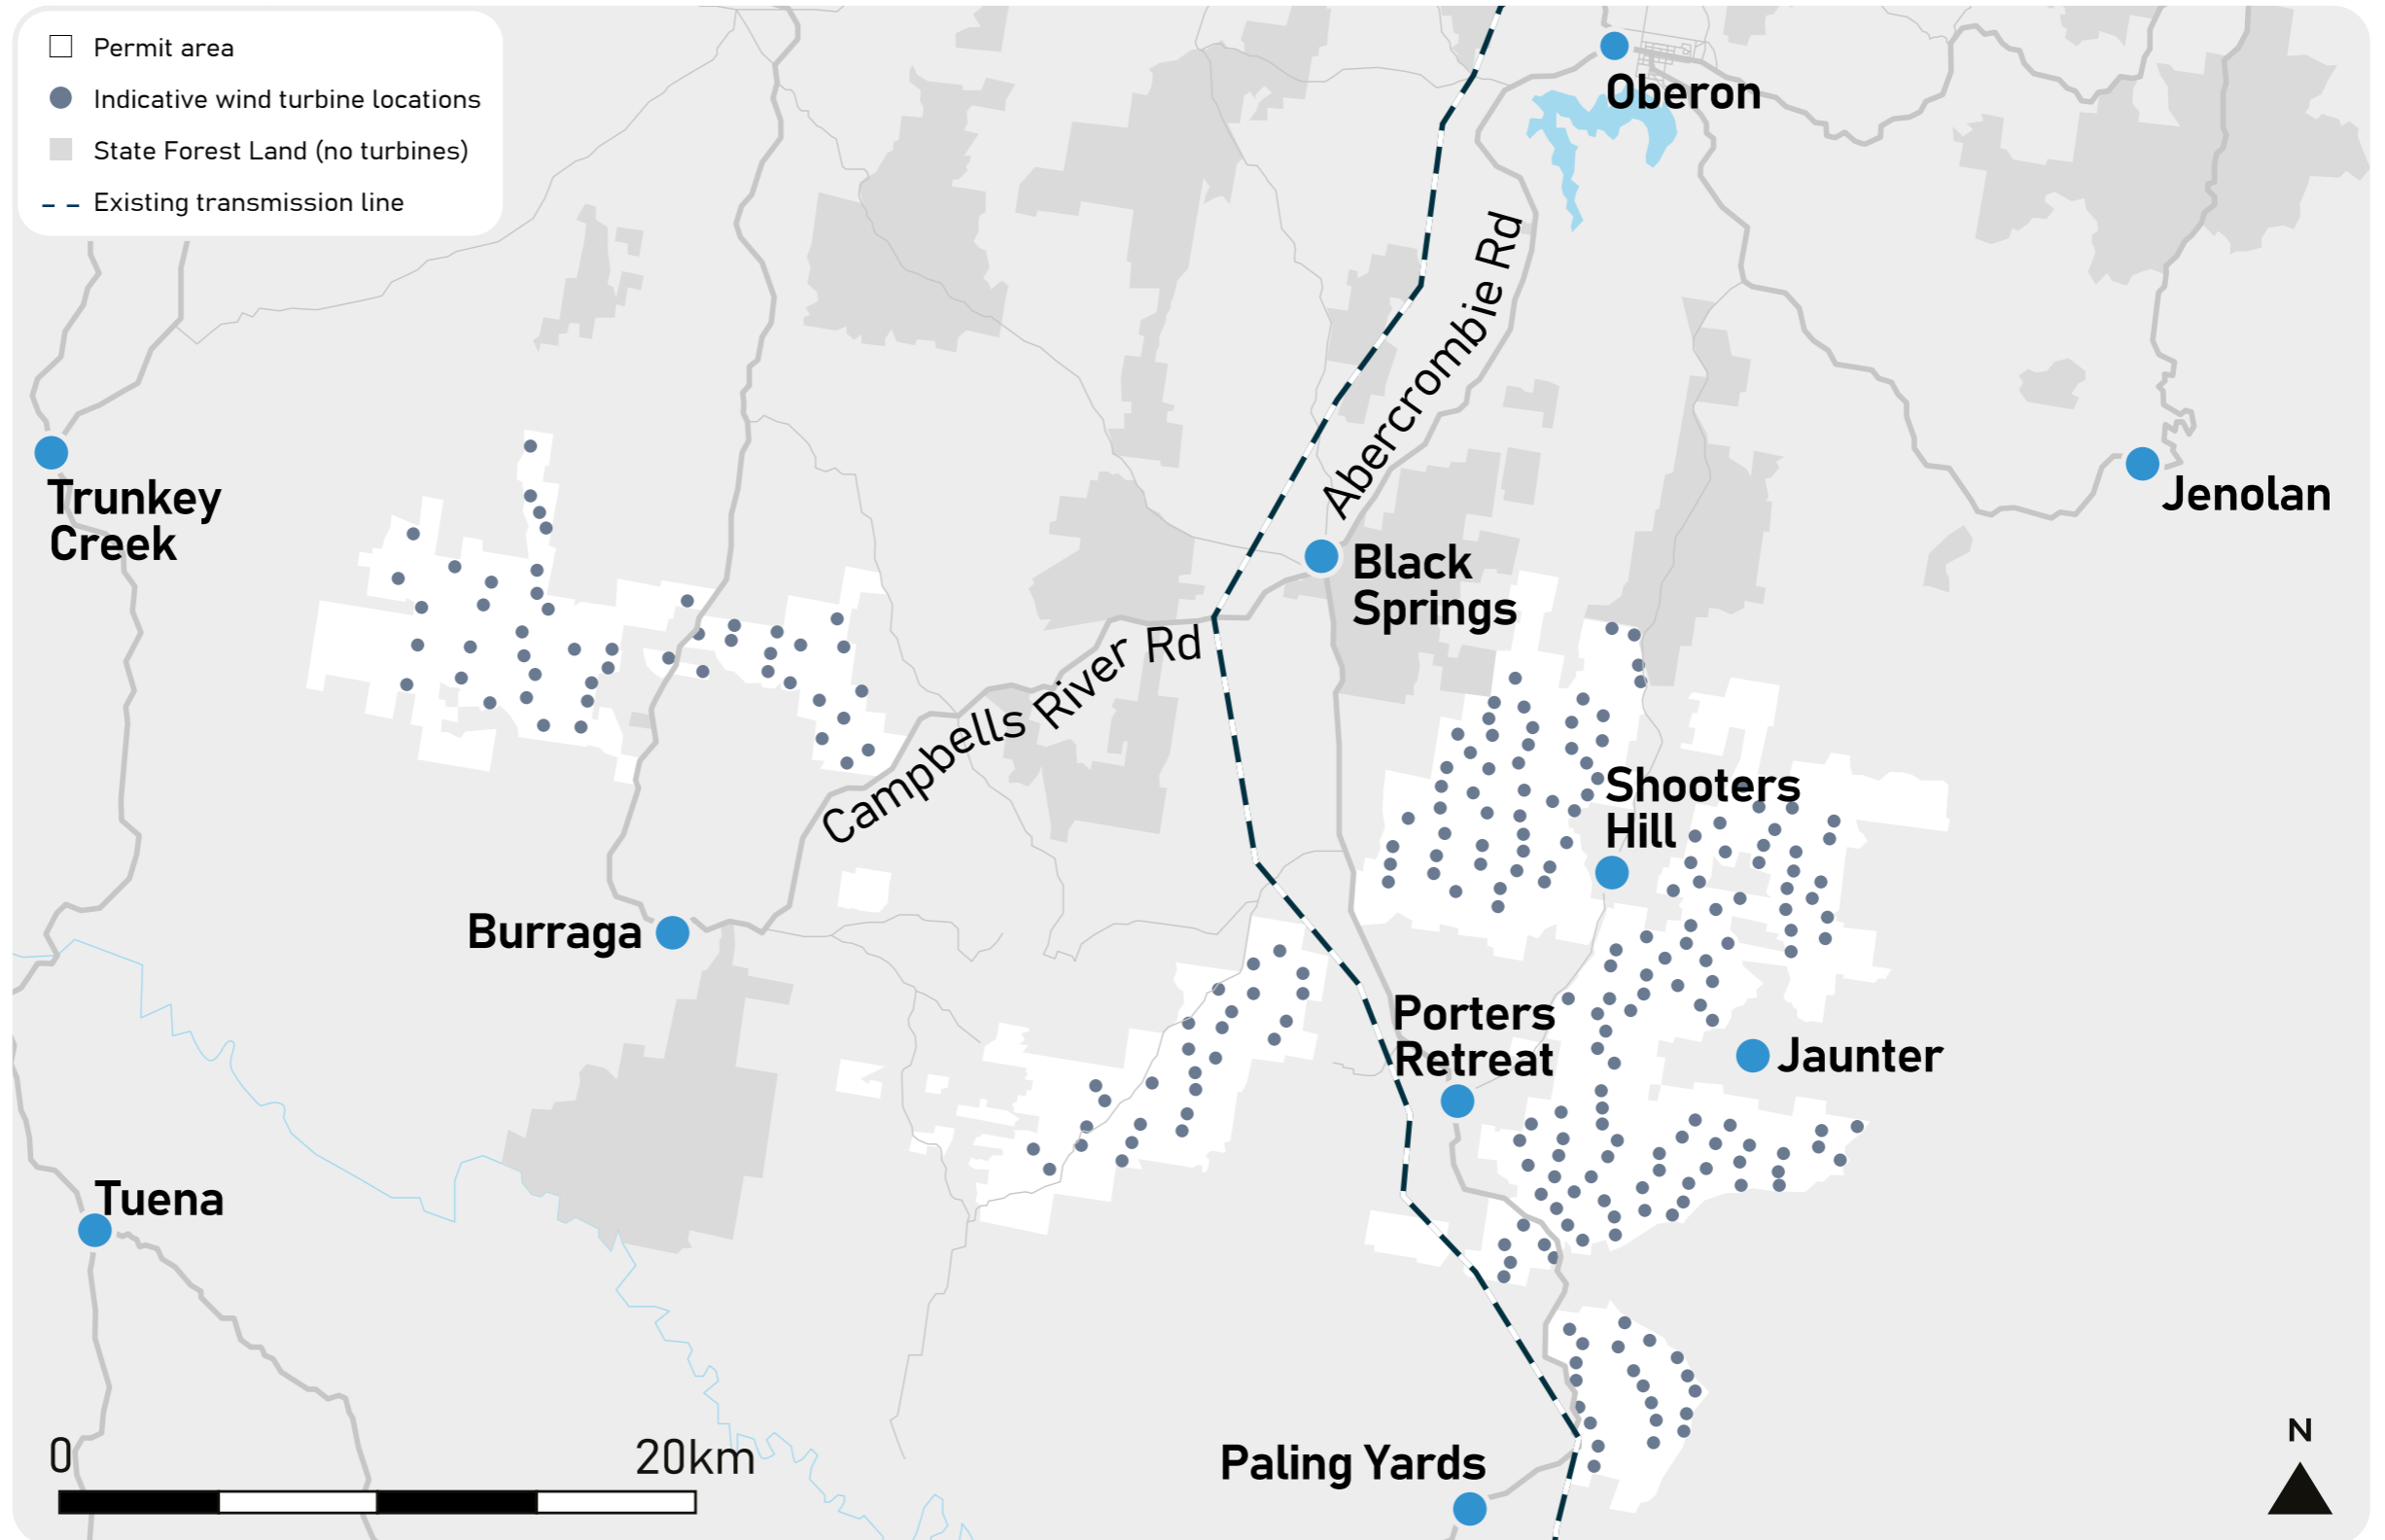 Permit area
Indicative wind turbine locations
State Forest Land (no turbines)
Existing transmission line
Oberon
Abercrombie Rd
Trunkey
Creek
Jenolan
Black
Springs
Campbells River Rd
Shooters
Hill
Burraga
Porters
Retreat
Jaunter
Tuena
Paling Yards
0
20km
N